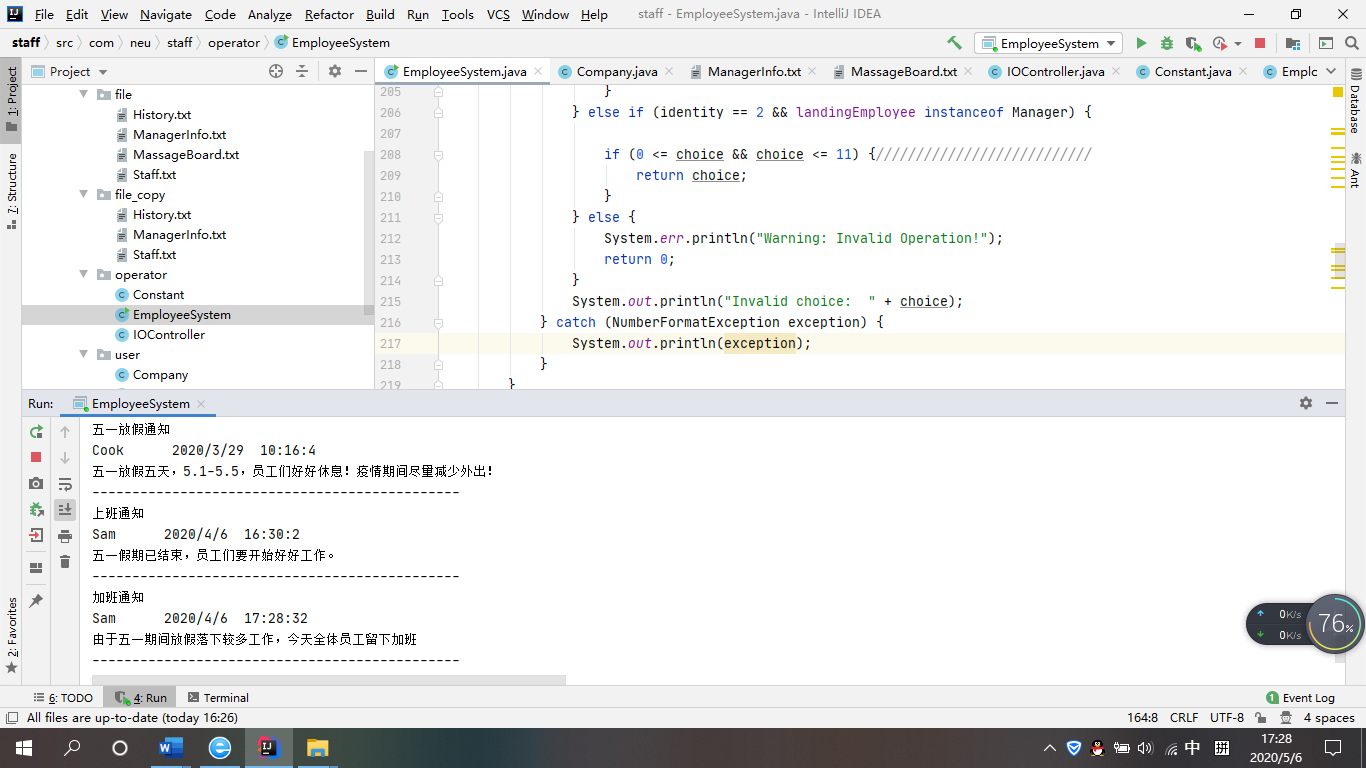 File Edit View Navigate Code Analyze Refactor Build Run Tools VCS Window Help staff - EmployeeSystem.java - IntelliJ IDEA
staff src com neu staff operator EmployeeSystem EmployeeSystem
1: Project
7: Structure
2: Favorites
Project
file
History.txt
ManagerInfo.txt
MassageBoard.txt
Staff.txt
file_copy
History.txt
ManagerInfo.txt
Staff.txt
operator
Constant
EmployeeSystem
IOController
user
Company
EmployeeSystem.java Company.java ManagerInfo.txt MassageBoard.txt IOController.java Constant.java Emplc
205 }
206 } else if (identity == 2 && landingEmployee instanceof Manager) {
207
208 if (0 <= choice && choice <= 11) {///////////////////////////
209 return choice;
210 }
211 } else {
212 System.err.println("Warning: Invalid Operation!");
213 return 0;
214 }
215 System.out.println("Invalid choice:  " + choice);
216 } catch (NumberFormatException exception) {
217 System.out.println(exception);
218 }
219 }
Database
Ant
Run: EmployeeSystem
五一放假通知
Cook      2020/3/29  10:16:4
五一放假五天，5.1-5.5，员工们好好休息！疫情期间尽量减少外出！
----------------------------------------------
上班通知
Sam      2020/4/6  16:30:2
五一假期已结束，员工们要开始好好工作。
----------------------------------------------
加班通知
Sam      2020/4/6  17:28:32
由于五一期间放假落下较多工作，今天全体员工留下加班
----------------------------------------------
0K/s
0K/s
76%
6: TODO 4: Run Terminal 1 Event Log
All files are up-to-date (today 16:26) 164:8 CRLF UTF-8 4 spaces
中 拼 17:28
2020/5/6